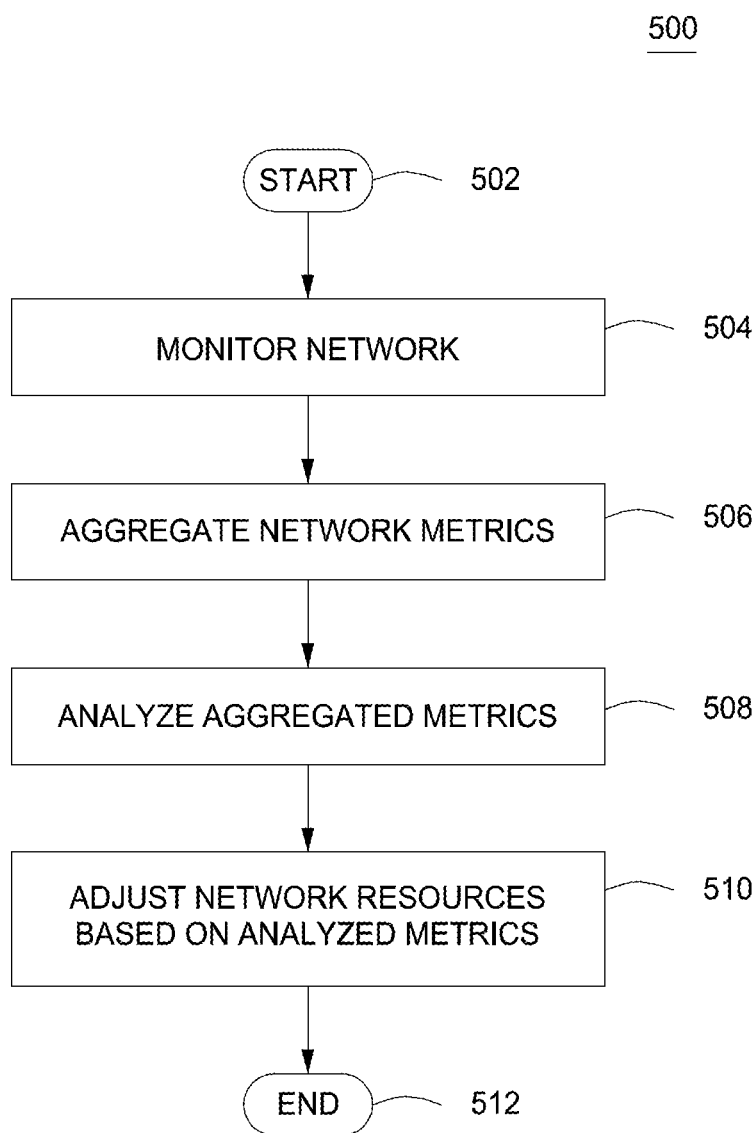 500
START
502
MONITOR NETWORK
504
AGGREGATE NETWORK METRICS
506
ANALYZE AGGREGATED METRICS
508
ADJUST NETWORK RESOURCES
BASED ON ANALYZED METRICS
510
END
512